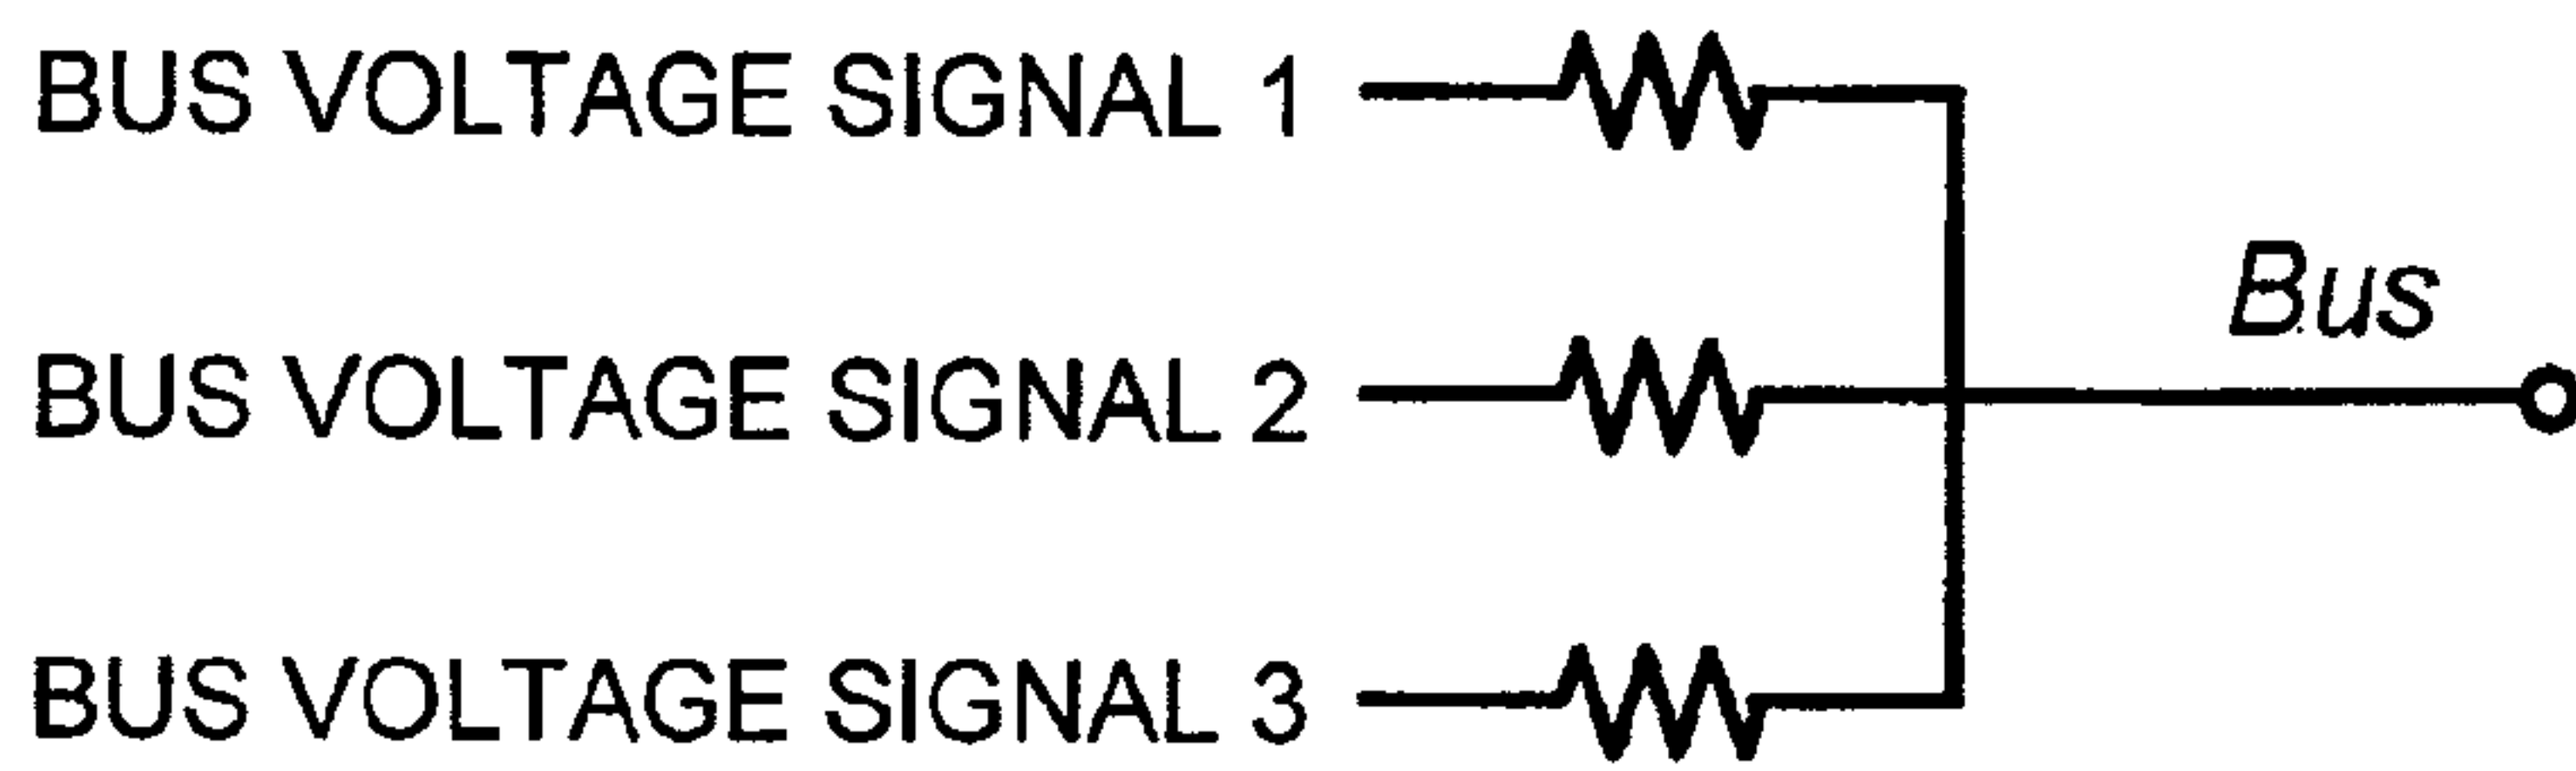 BUS VOLTAGE SIGNAL 1
Bus
BUS VOLTAGE SIGNAL 2
BUS VOLTAGE SIGNAL 3